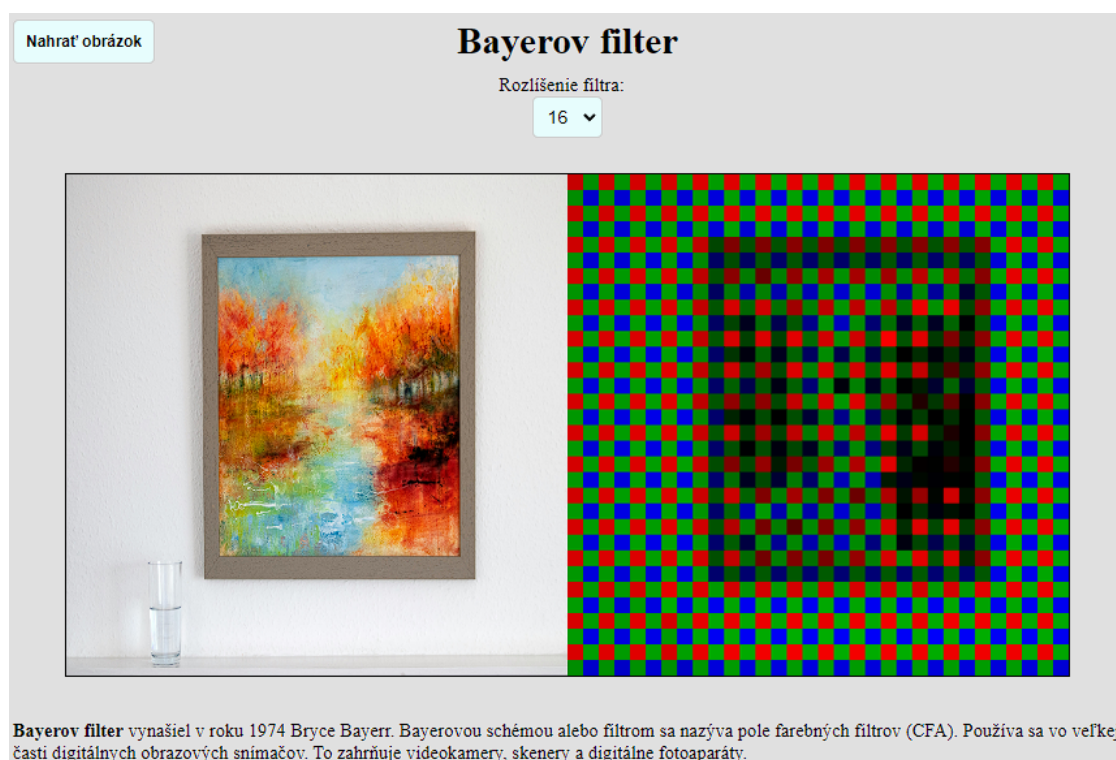 Nahrať obrázok
Bayerov filter
Rozlíšenie filtra:
16
Bayerov filter vynašiel v roku 1974 Bryce Bayerr. Bayerovou schémou alebo filtrom sa nazýva pole farebných filtrov (CFA). Používa sa vo veľkej
časti digitálnych obrazových snímačov. To zahrňuje videokamery, skenery a digitálne fotoaparáty.